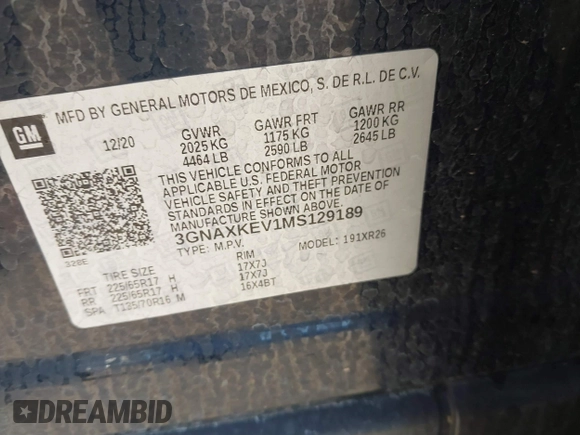 MFD BY GENERAL MOTORS DE MEXICO, S. DE R.L. DE C.V.
GM
12/20 GVWR GAWR FRT GAWR RR
2025 KG 1175 KG 1200 KG
4464 LB 2590 LB 2645 LB
THIS VEHICLE CONFORMS TO ALL
APPLICABLE U.S. FEDERAL MOTOR
VEHICLE SAFETY AND THEFT PREVENTION
STANDARDS IN EFFECT ON THE DATE OF
MANUFACTURE SHOWN ABOVE.
3GNAXKEV1MS129189
TYPE: M.P.V. MODEL: 191XR26
TIRE SIZE RIM
FRT 225/65R17 H 17X7J
RR 225/65R17 H 17X7J
SPA T125/70R16 M 16X4BT
DREAMBID